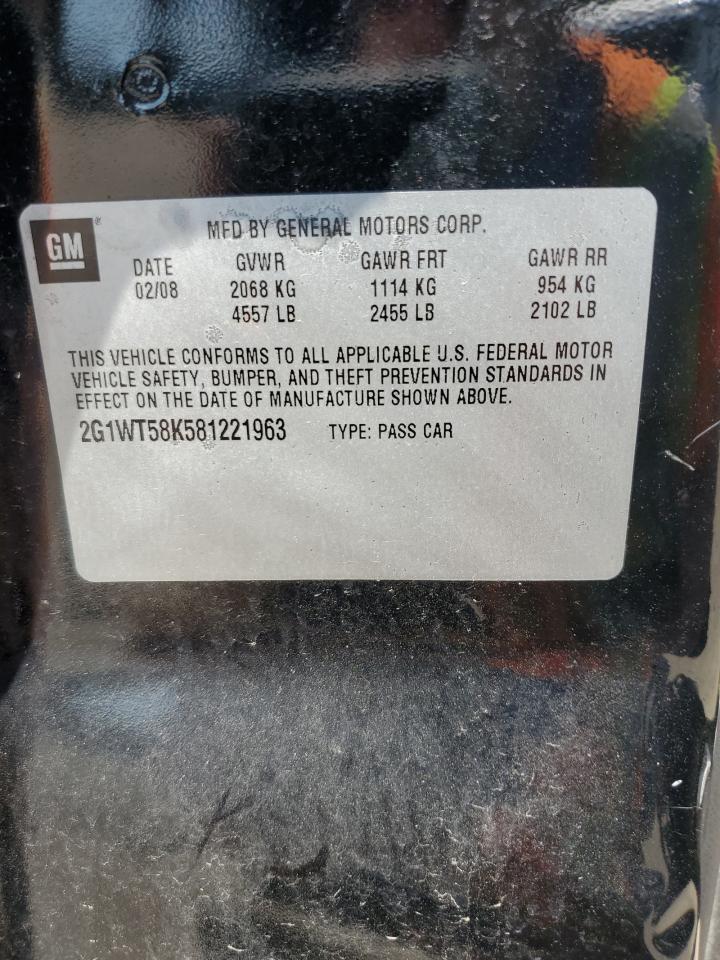 GM®
MFD BY GENERAL MOTORS CORP.
DATE GVWR GAWR FRT GAWR RR
02/08 2068 KG 1114 KG 954 KG
4557 LB 2455 LB 2102 LB
THIS VEHICLE CONFORMS TO ALL APPLICABLE U.S. FEDERAL MOTOR
VEHICLE SAFETY, BUMPER, AND THEFT PREVENTION STANDARDS IN
EFFECT ON THE DATE OF MANUFACTURE SHOWN ABOVE.
2G1WT58K581221963 TYPE: PASS CAR